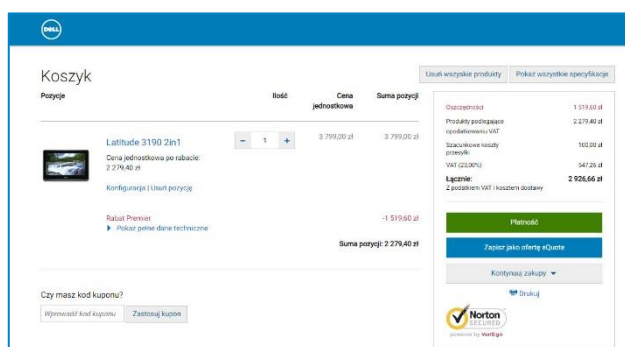 DELL
Koszyk
Usuń wszystkie produkty
Pokaż wszystkie specyfikacje
Pozycje
Ilość
Cena jednostkowa
Suma pozycji
Latitude 3190 2in1
- 1 +
3 799,00 zł
3 799,00 zł
Cena jednostkowa po rabacie:
2 279,40 zł
Konfiguracja | Usuń pozycję
Rabat Premier
-1 519,60 zł
Pokaż pełne dane techniczne
Suma pozycji: 2 279,40 zł
Czy masz kod kuponu?
Wprowadź kod kuponu
Zastosuj kupon
Oszczędności
1 519,60 zł
Produkty podlegające
2 279,40 zł
opodatkowaniu VAT
Szacunkowe koszty
100,00 zł
przesyłki
VAT (23,00%)
547,26 zł
Łącznie:
2 926,66 zł
Z podatkiem VAT i kosztem dostawy
Płatność
Zapisz jako ofertę eQuote
Kontynuuj zakupy
Drukuj
Norton
SECURED
powered by VeriSign